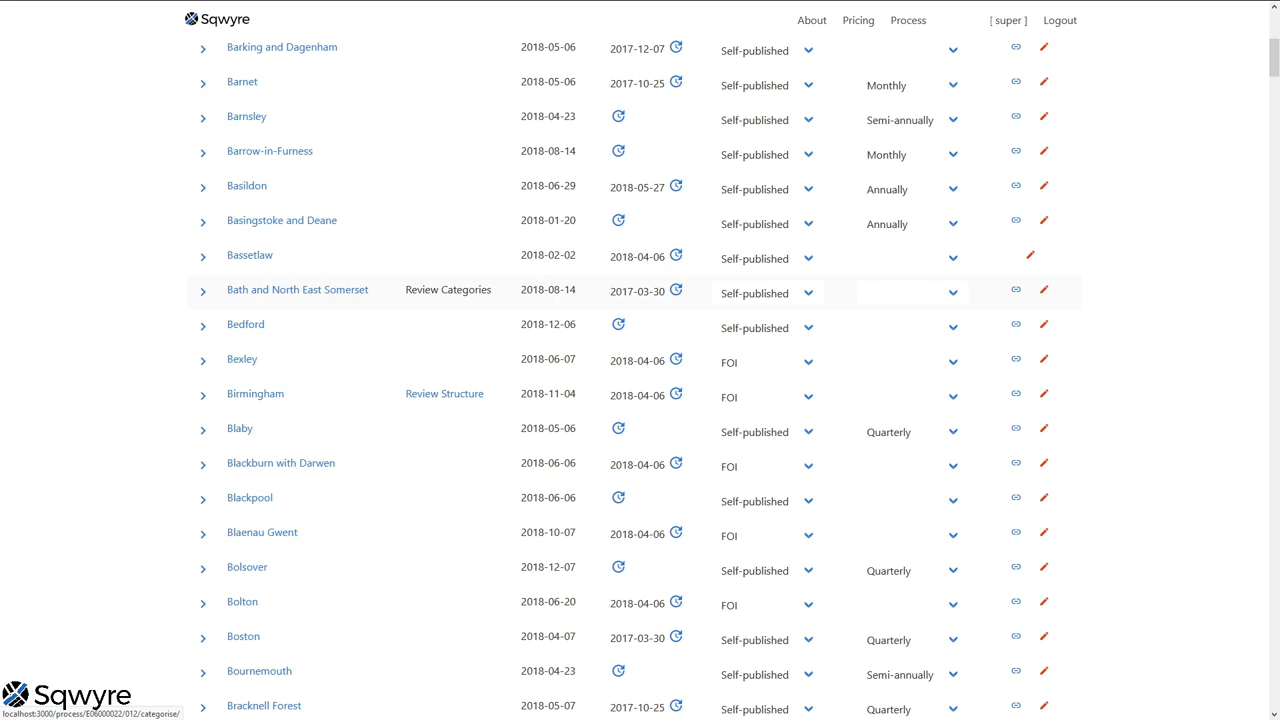 Sqwyre About Pricing Process [ super ] Logout
Barking and Dagenham 2018-05-06 2017-12-07 Self-published
Barnet 2018-05-06 2017-10-25 Self-published Monthly
Barnsley 2018-04-23 Self-published Semi-annually
Barrow-in-Furness 2018-08-14 Self-published Monthly
Basildon 2018-06-29 2018-05-27 Self-published Annually
Basingstoke and Deane 2018-01-20 Self-published Annually
Bassetlaw 2018-02-02 2018-04-06 Self-published
Bath and North East Somerset Review Categories 2018-08-14 2017-03-30 Self-published
Bedford 2018-12-06 Self-published
Bexley 2018-06-07 2018-04-06 FOI
Birmingham Review Structure 2018-11-04 2018-04-06 FOI
Blaby 2018-05-06 Self-published Quarterly
Blackburn with Darwen 2018-06-06 2018-04-06 FOI
Blackpool 2018-06-06 Self-published
Blaenau Gwent 2018-10-07 2018-04-06 FOI
Bolsover 2018-12-07 Self-published Quarterly
Bolton 2018-06-20 2018-04-06 FOI
Boston 2018-04-07 2017-03-30 Self-published Quarterly
Bournemouth 2018-04-23 Self-published Semi-annually
Bracknell Forest 2018-05-07 2017-10-25 Self-published Quarterly
Sqwyre
localhost:3000/process/E06000022/012/categorise/